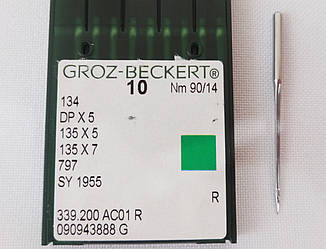 GROZ-BECKERT®
10 Nm 90/14
134
DP X 5
135 X 5
135 X 7
797
SY 1955
R
339.200 AC01 R
090943888 G